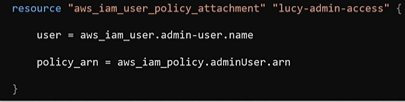 resource "aws_iam_user_policy_attachment" "lucy-admin-access" {
user = aws_iam_user.admin-user.name
policy_arn = aws_iam_policy.adminUser.arn
}